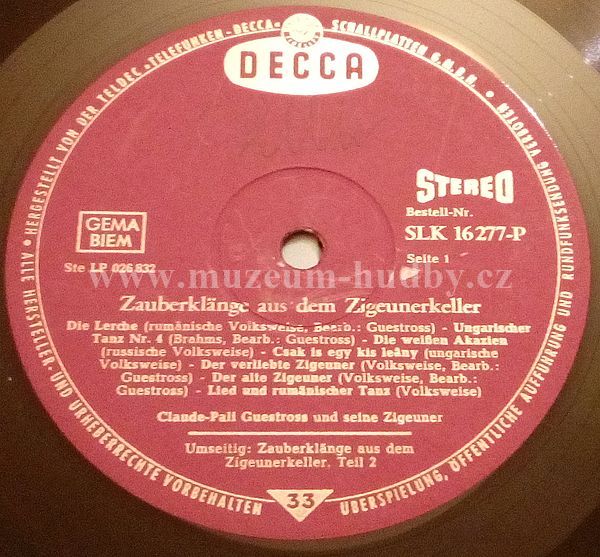 • HERGESTELLT VON DER TELDEC »TELEFUNKEN-DECCA« SCHALLPLATTEN G.M.B.H. •
DECCA
STEREO
GEMA
BIEM
Bestell-Nr.
SLK 16277-P
Ste LP 026 832
Seite 1
www.muzeum-hudby.cz
Zauberklänge aus dem Zigeunerkeller
Die Lerche (rumänische Volksweise, Bearb.: Guestross) - Ungarischer
Tanz Nr. 4 (Brahms, Bearb.: Guestross) - Die weißen Akazien
(russische Volksweise) - Csak is egy kis leány (ungarische
Volksweise) - Der verliebte Zigeuner (Volksweise, Bearb.:
Guestross) - Der alte Zigeuner (Volksweise, Bearb.:
Guestross) - Lied und rumänischer Tanz (Volksweise)
Claude-Pali Guestross und seine Zigeuner
Umseitig: Zauberklänge aus dem
Zigeunerkeller, Teil 2
33
ALLE HERSTELLER- UND URHEBERRECHTE VORBEHALTEN
ÜBERSPIELUNG, ÖFFENTLICHE AUFFÜHRUNG UND RUNDFUNKSENDUNG VERBOTEN